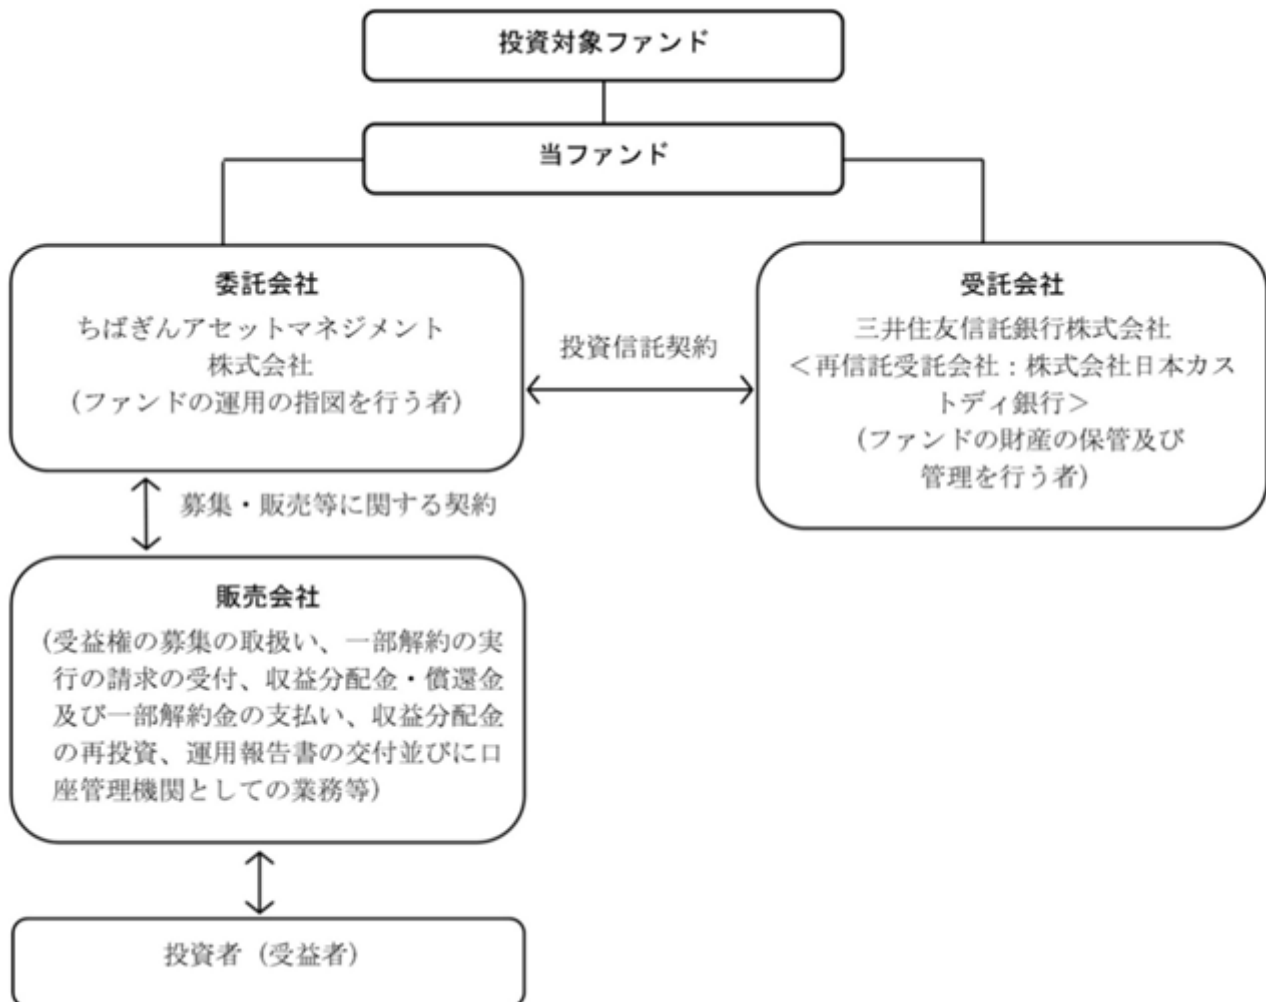 投資対象ファンド
当ファンド
委託会社
ちばぎんアセットマネジメント
株式会社
(ファンドの運用の指図を行う者)
投資信託契約
受託会社
三井住友信託銀行株式会社
＜再信託受託会社：株式会社日本カス
トディ銀行＞
(ファンドの財産の保管及び
管理を行う者)
募集・販売等に関する契約
販売会社
(受益権の募集の取扱い、一部解約の実
行の請求の受付、収益分配金・償還金
及び一部解約金の支払い、収益分配金
の再投資、運用報告書の交付並びに口
座管理機関としての業務等)
投資者（受益者）